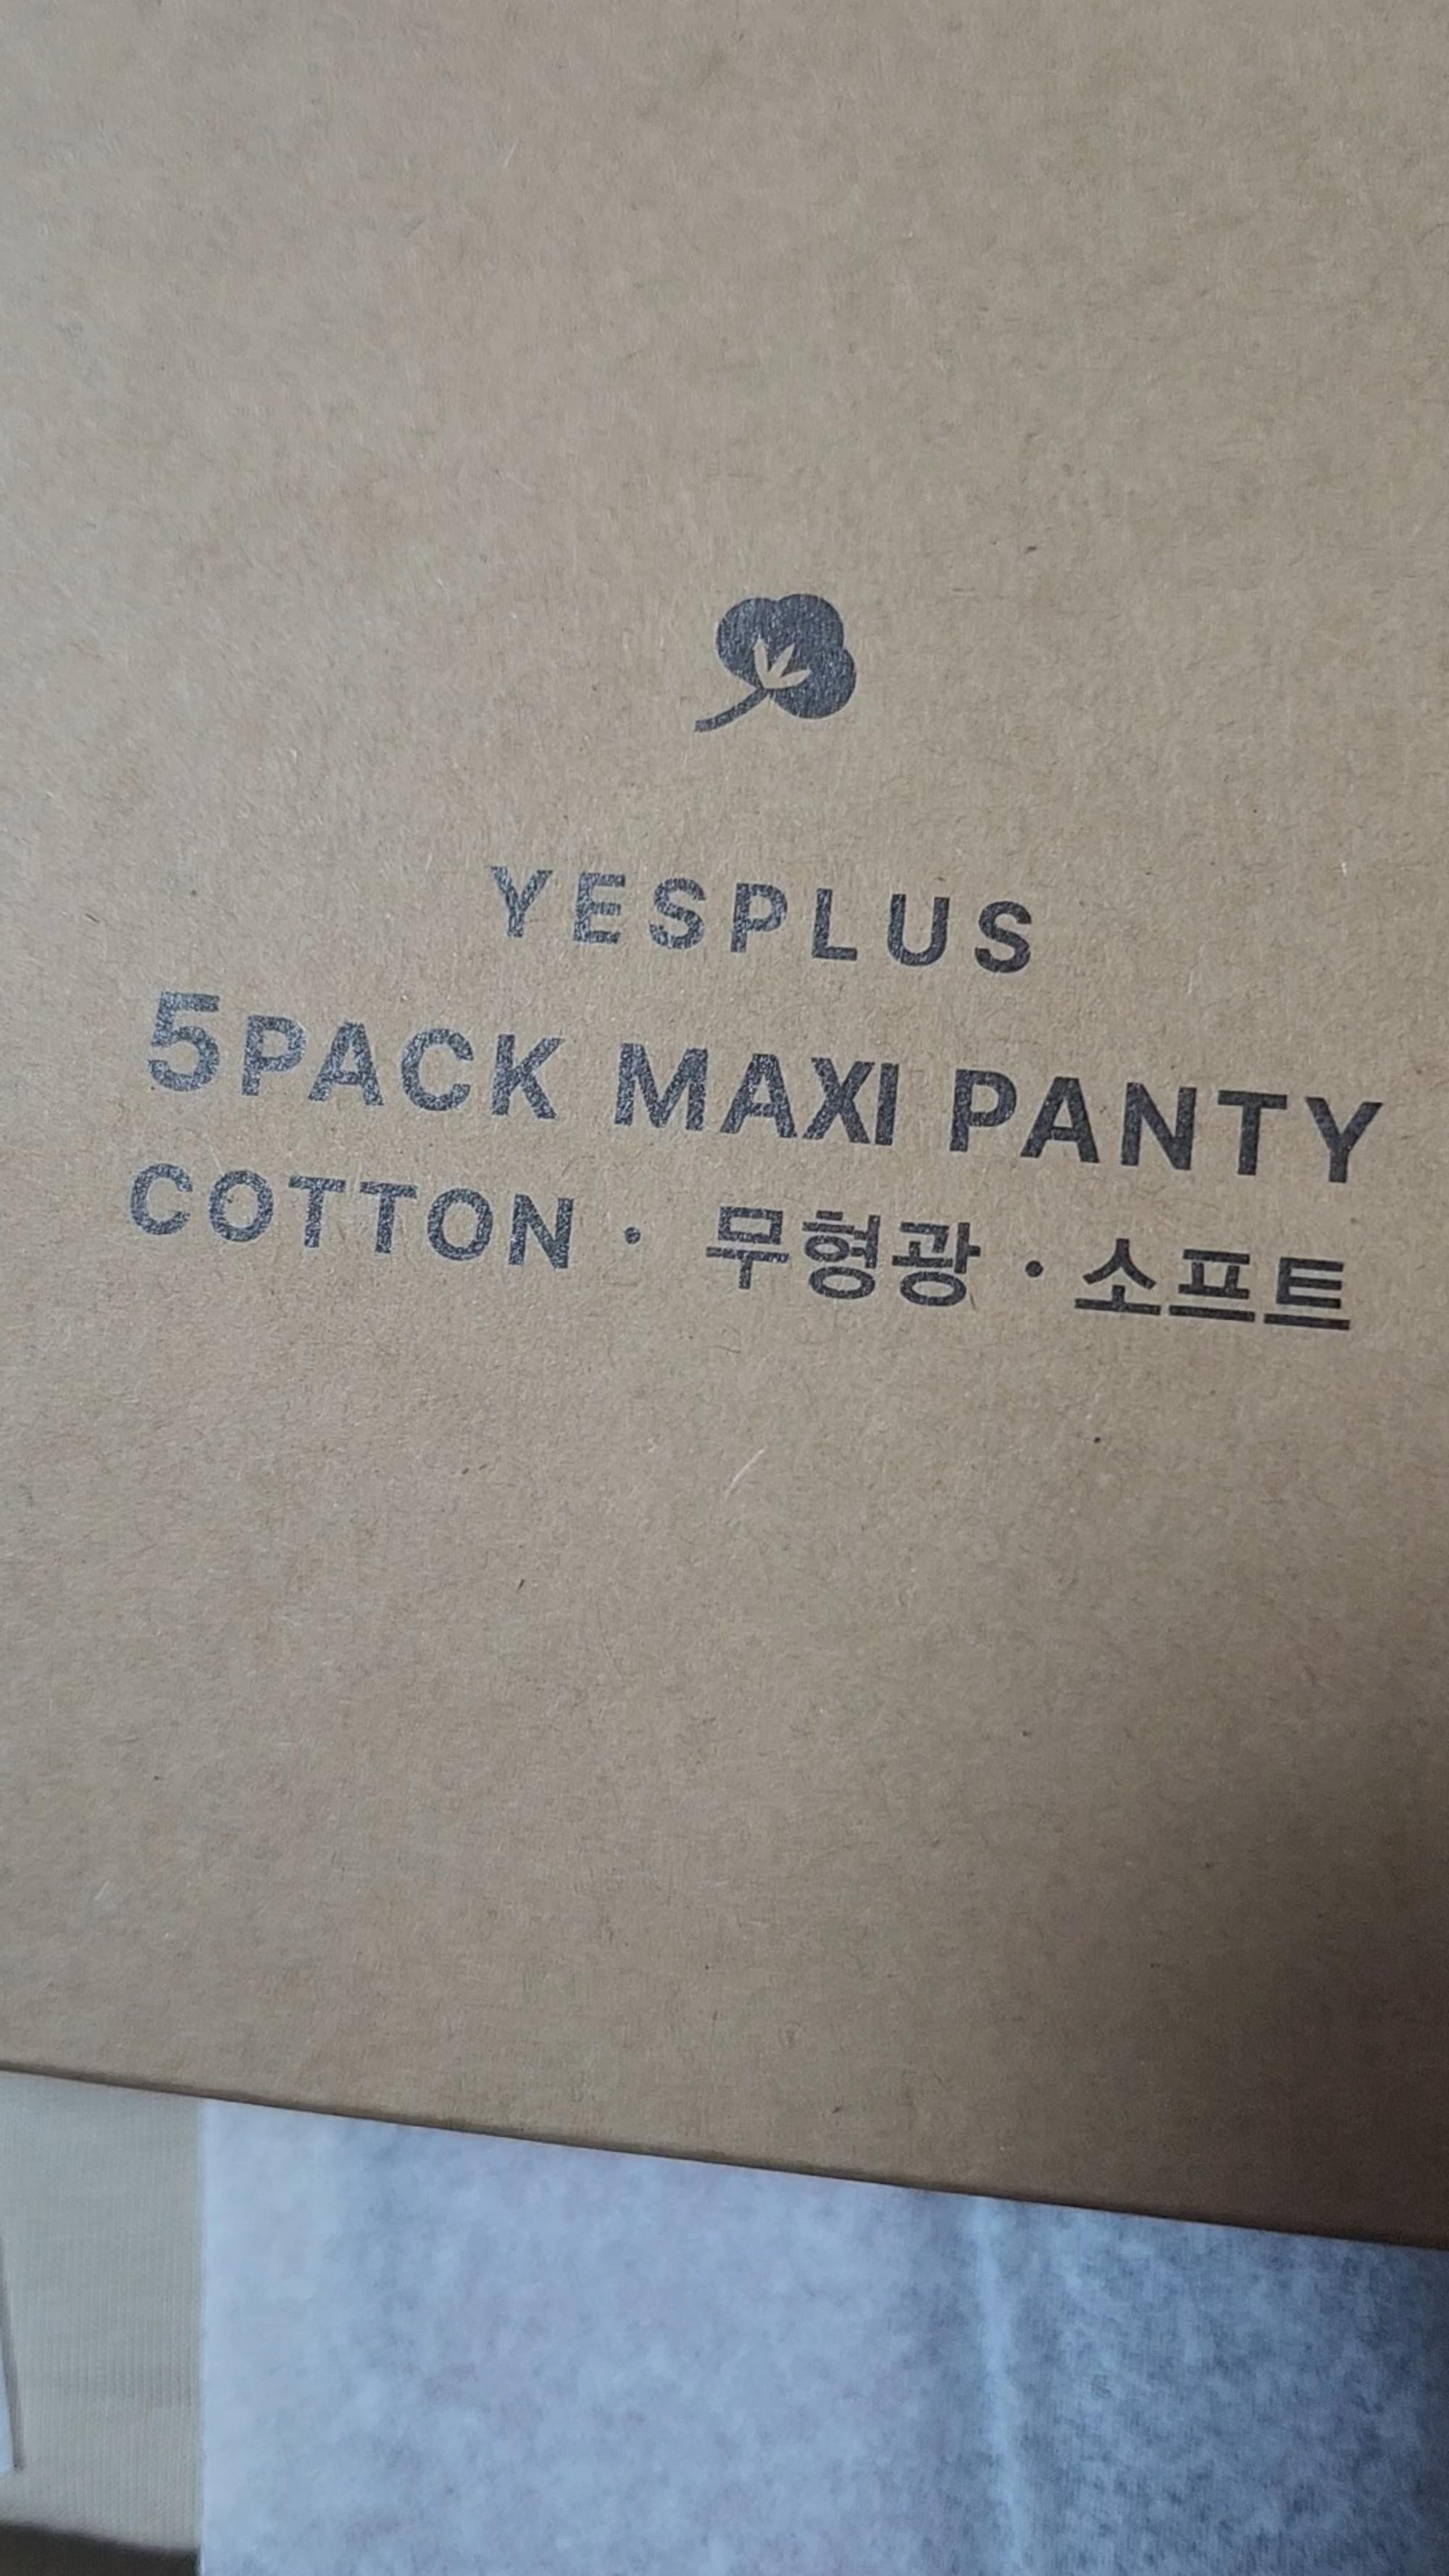 YESPLUS
5PACK MAXI PANTY
COTTON · 무형광 · 소프트